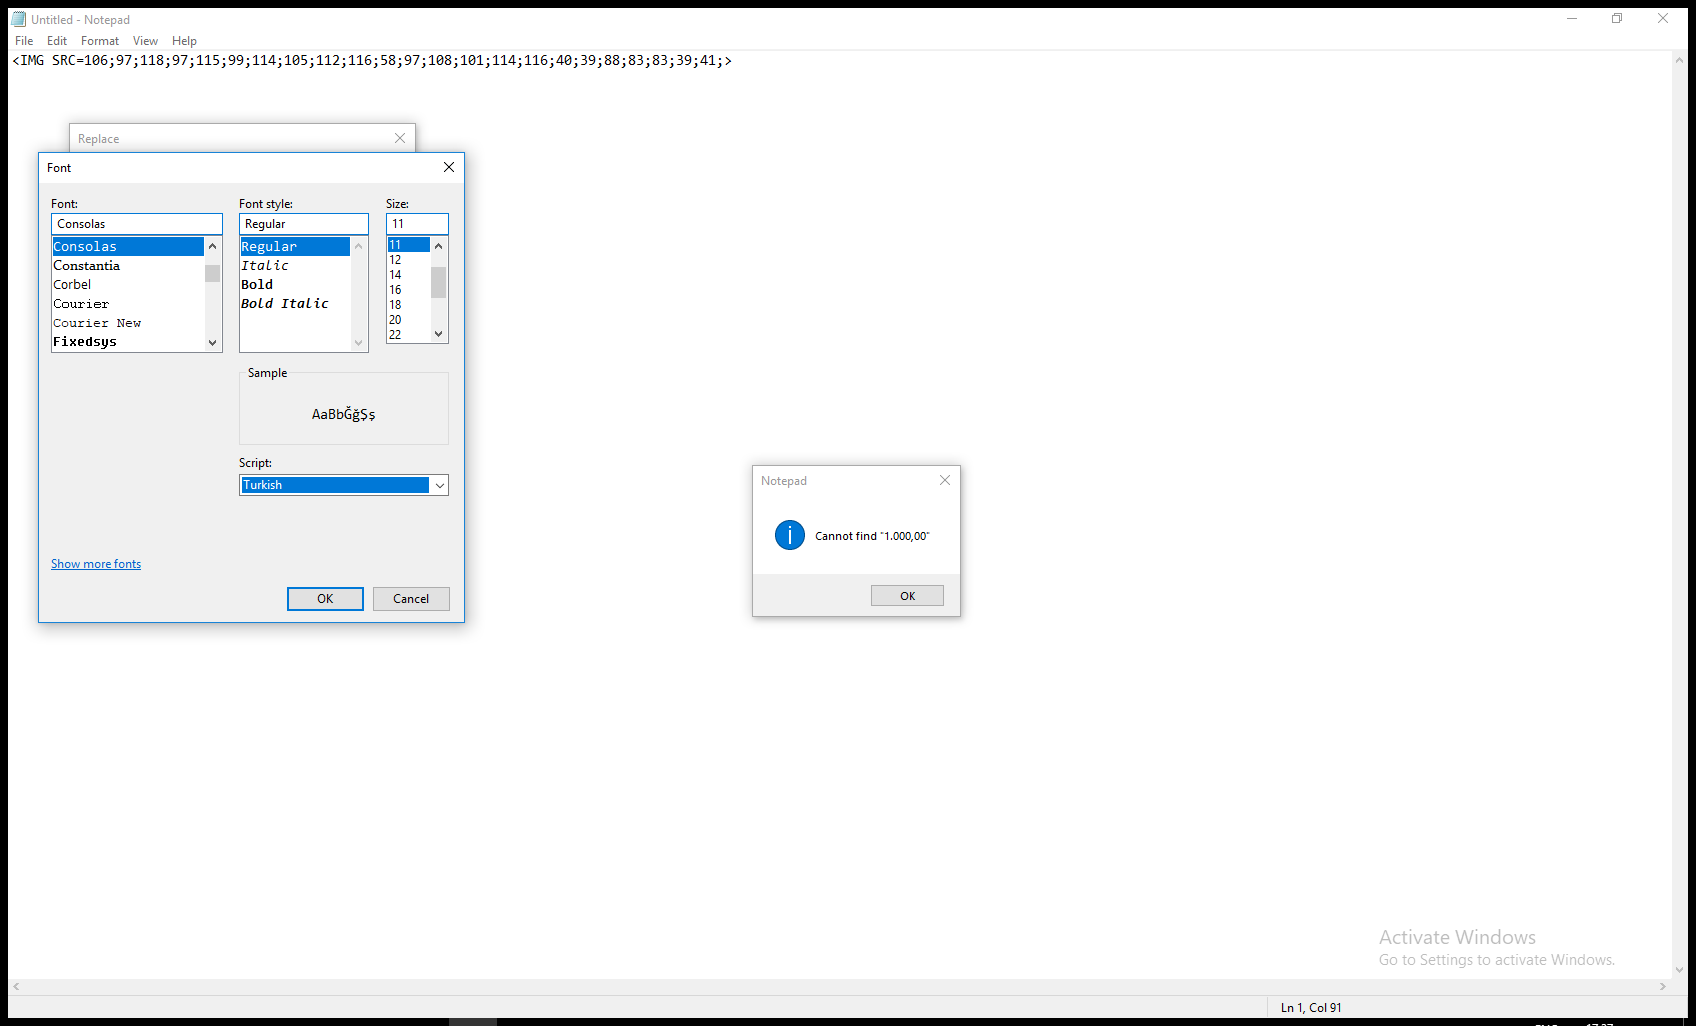 Untitled - Notepad
File Edit Format View Help
<IMG SRC=106;97;118;97;115;99;114;105;112;116;58;97;108;101;114;116;40;39;88;83;83;39;41;>
Replace
Font
Font: Font style: Size:
Consolas Regular 11
Consolas Regular 11
Constantia Italic 12
Corbel Bold 14
Courier Bold Italic 16
Courier New 18
Fixedsys 20
22
Sample
AaBbĞğŞş
Script:
Turkish
Show more fonts
OK Cancel
Notepad
Cannot find "1.000,00"
OK
Activate Windows
Go to Settings to activate Windows.
Ln 1, Col 91